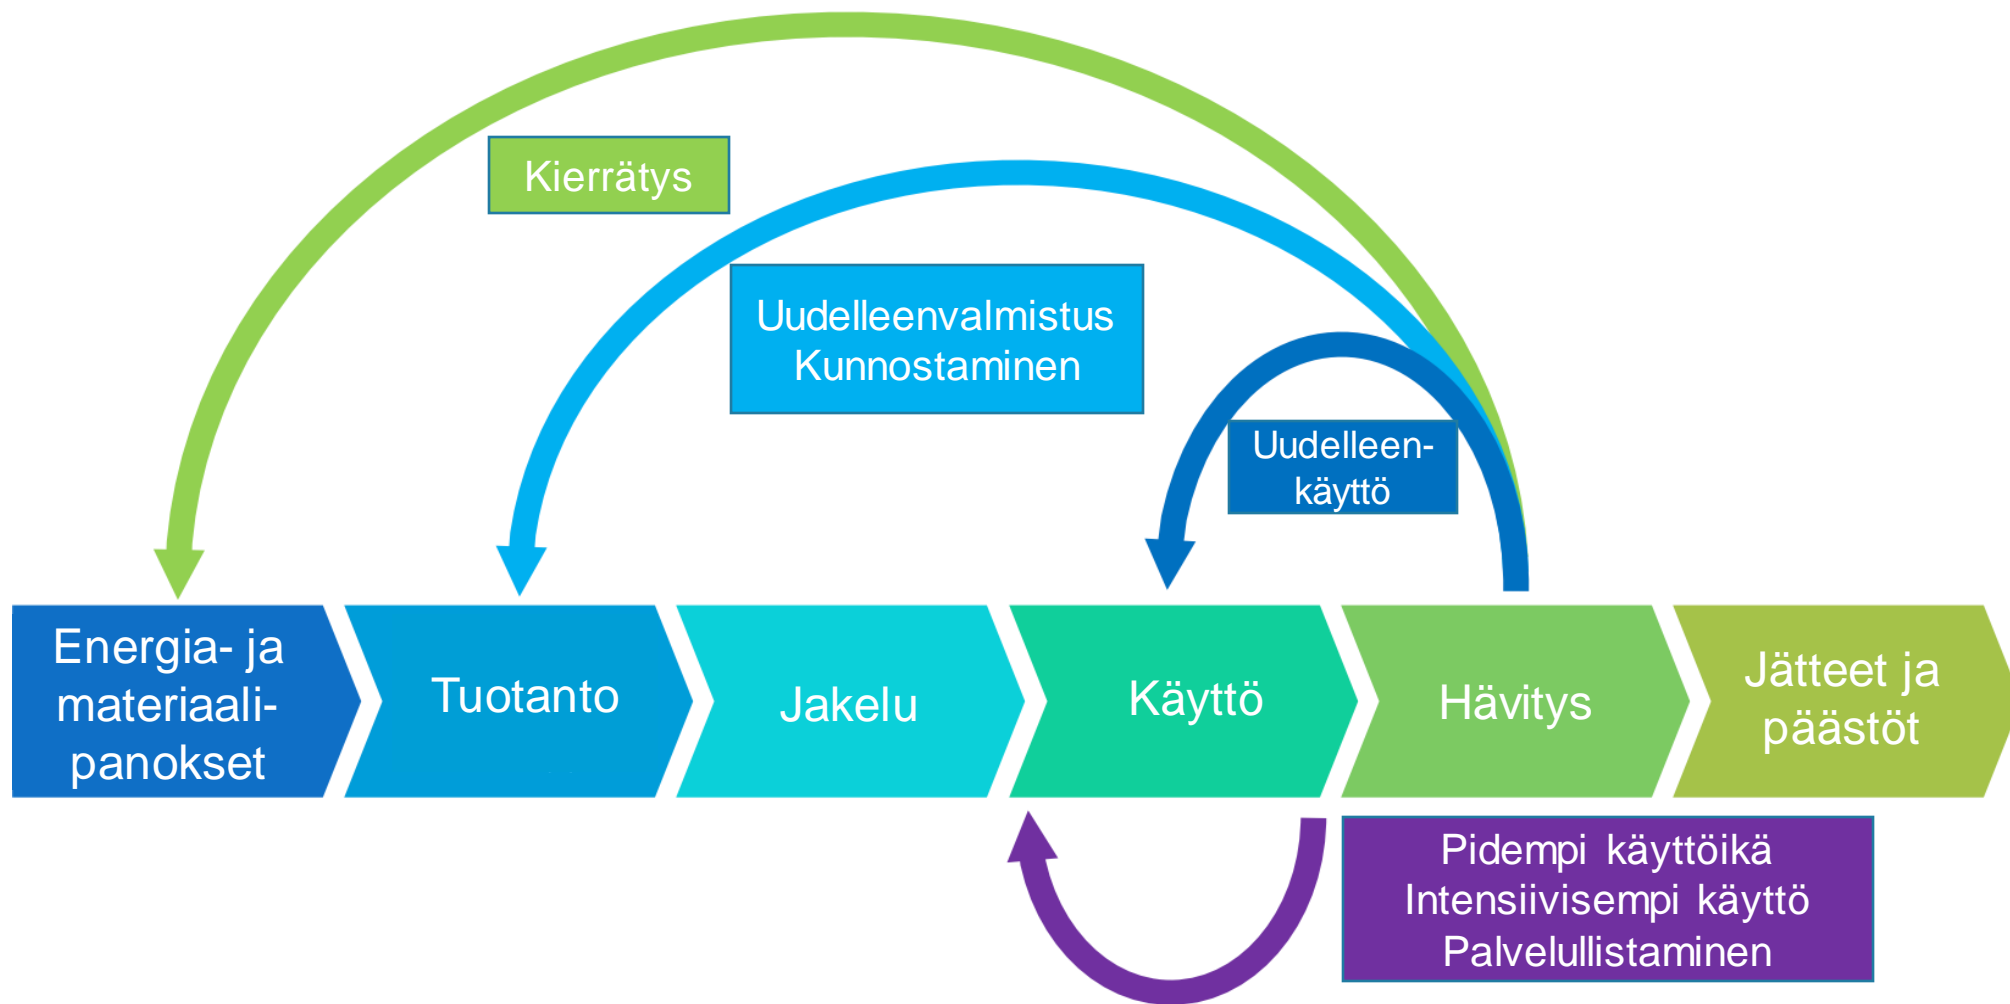 Kierrätys
Uudelleenvalmistus
Kunnostaminen
Uudelleen-
käyttö
Energia- ja
materiaali-
panokset
Tuotanto
Jakelu
Käyttö
Hävitys
Jätteet ja
päästöt
Pidempi käyttöikä
Intensiivisempi käyttö
Palvelullistaminen